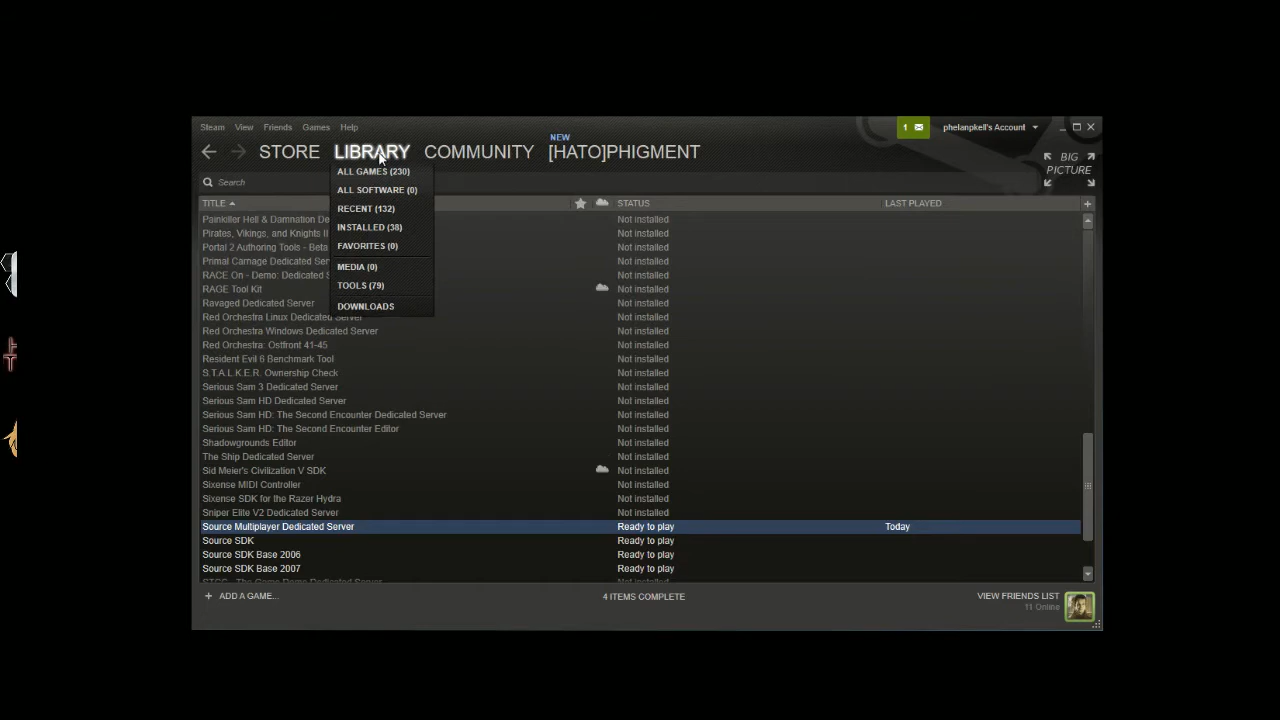 Steam View Friends Games Help
1 phelanpkell's Account
NEW
STORE LIBRARY COMMUNITY [HATO]PHIGMENT
BIG
PICTURE
Search
ALL GAMES (230)
ALL SOFTWARE (0)
RECENT (132)
INSTALLED (38)
FAVORITES (0)
MEDIA (0)
TOOLS (79)
DOWNLOADS
TITLE STATUS LAST PLAYED
Painkiller Hell & Damnation De Not installed
Pirates, Vikings, and Knights II Not installed
Portal 2 Authoring Tools - Beta Not installed
Primal Carnage Dedicated Serve Not installed
RACE On - Demo: Dedicated S Not installed
RAGE Tool Kit Not installed
Ravaged Dedicated Server Not installed
Red Orchestra Linux Dedicated Server Not installed
Red Orchestra Windows Dedicated Server Not installed
Red Orchestra: Ostfront 41-45 Not installed
Resident Evil 6 Benchmark Tool Not installed
S.T.A.L.K.E.R. Ownership Check Not installed
Serious Sam 3 Dedicated Server Not installed
Serious Sam HD Dedicated Server Not installed
Serious Sam HD: The Second Encounter Dedicated Server Not installed
Serious Sam HD: The Second Encounter Editor Not installed
Shadowgrounds Editor Not installed
The Ship Dedicated Server Not installed
Sid Meier's Civilization V SDK Not installed
Sixense MIDI Controller Not installed
Sixense SDK for the Razer Hydra Not installed
Sniper Elite V2 Dedicated Server Not installed
Source Multiplayer Dedicated Server Ready to play Today
Source SDK Ready to play
Source SDK Base 2006 Ready to play
Source SDK Base 2007 Ready to play
+ ADD A GAME... 4 ITEMS COMPLETE VIEW FRIENDS LIST
11 Online